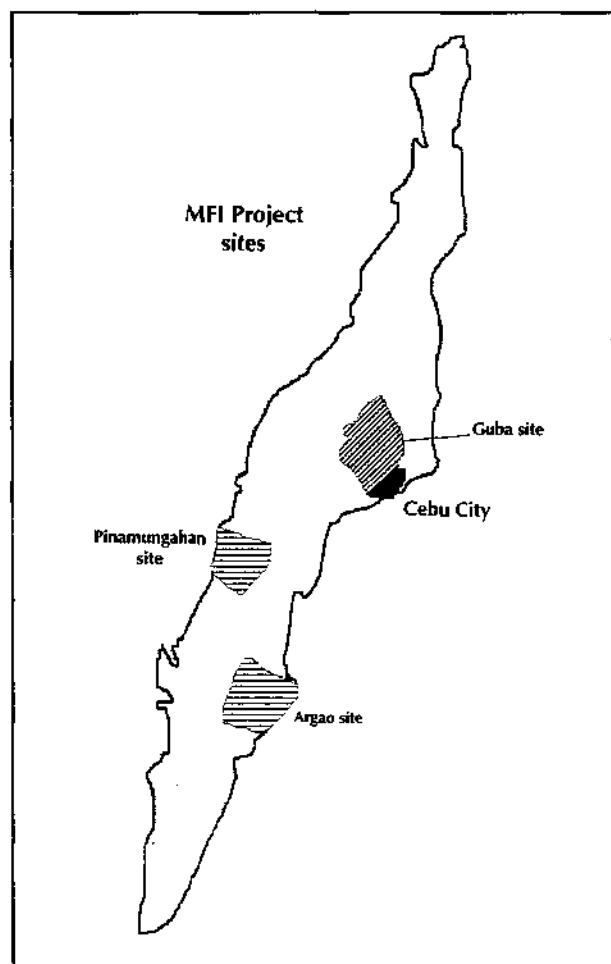 MFI Project
sites
Guba site
Cebu City
Pinamungahan
site
Argao site